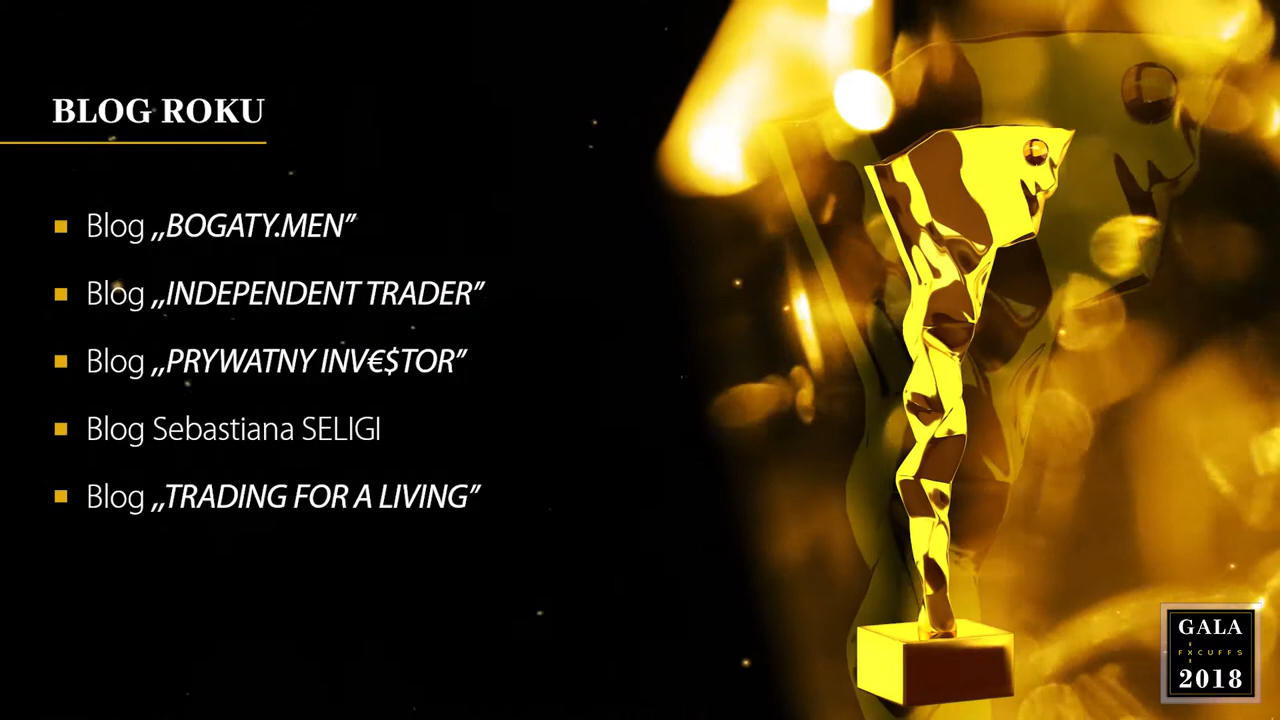 BLOG ROKU
Blog „BOGATY.MEN”
Blog „INDEPENDENT TRADER”
Blog „PRYWATNY INV€$TOR”
Blog Sebastiana SELIGI
Blog „TRADING FOR A LIVING”
GALA
FXCUFFS
2018